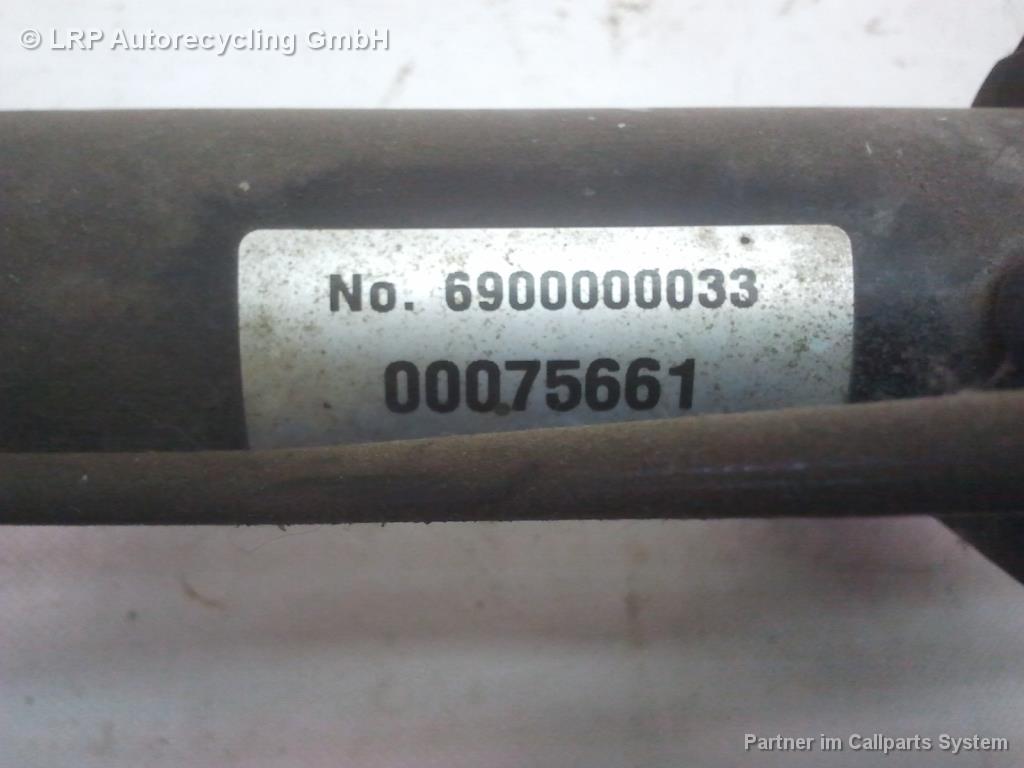 © LRP Autorecycling GmbH
No. 6900000033
00075661
Partner im Callparts System